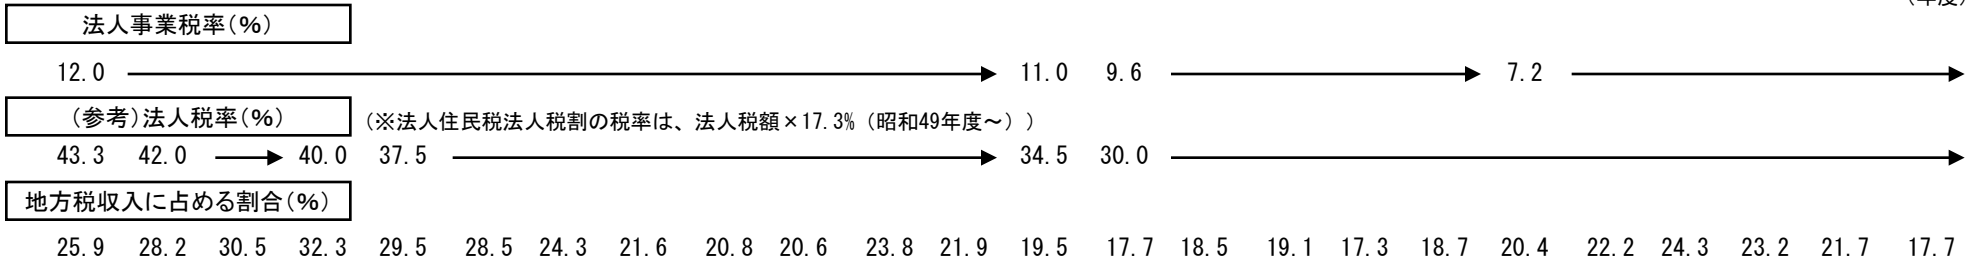 （年度）
法人事業税率（％）
12.0 11.0 9.6 7.2
（参考）法人税率（％）
（※法人住民税法人税割の税率は、法人税額×17.3%（昭和49年度～））
43.3 42.0 40.0 37.5 34.5 30.0
地方税収入に占める割合（％）
25.9 28.2 30.5 32.3 29.5 28.5 24.3 21.6 20.8 20.6 23.8 21.9 19.5 17.7 18.5 19.1 17.3 18.7 20.4 22.2 24.3 23.2 21.7 17.7